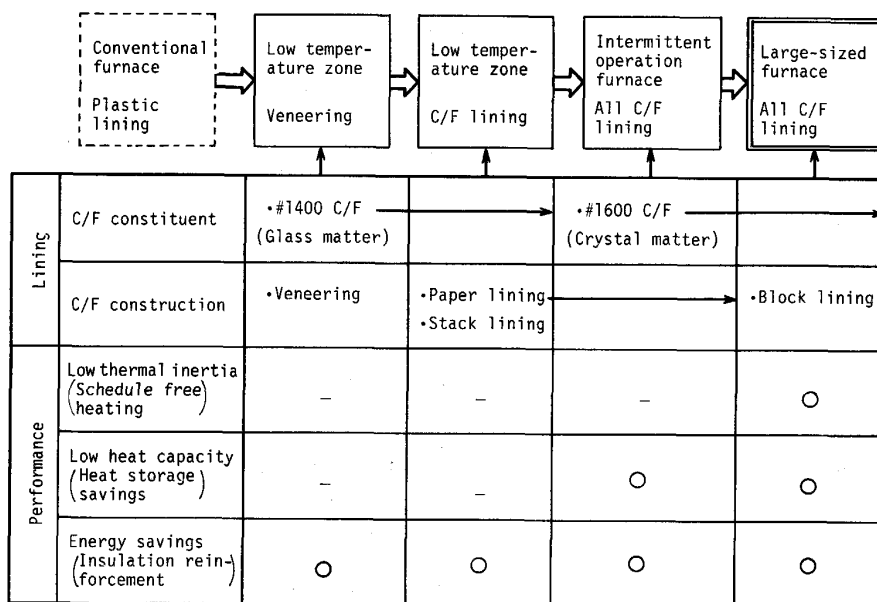 Conventional
furnace
Plastic
lining
Low temper-
ature zone
Veneering
Low temper-
ature zone
C/F lining
Intermittent
operation
furnace
All C/F
lining
Large-sized
furnace
All C/F
lining
Lining
C/F constituent
•#1400 C/F
(Glass matter)
•#1600 C/F
(Crystal matter)
C/F construction
•Veneering
•Paper lining
•Stack lining
•Block lining
Performance
Low thermal inertia
(Schedule free)
heating
–
–
–
○
Low heat capacity
(Heat storage)
savings
–
–
○
○
Energy savings
(Insulation rein-)
forcement
○
○
○
○